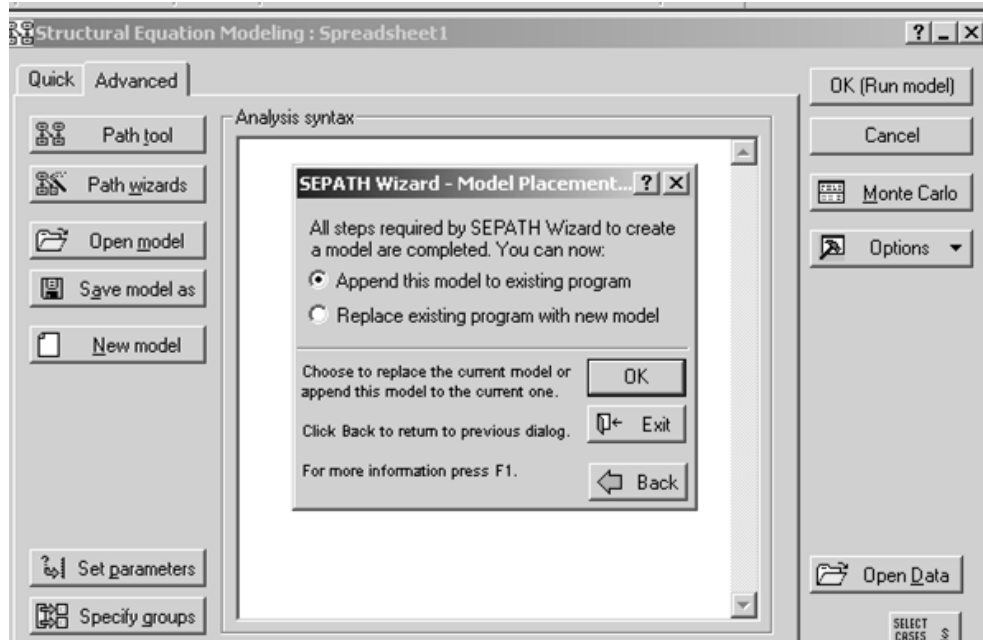 Structural Equation Modeling : Spreadsheet1
Quick
Advanced
Path tool
Path wizards
Open model
Save model as
New model
Set parameters
Specify groups
Analysis syntax
SEPATH Wizard - Model Placement...
All steps required by SEPATH Wizard to create
a model are completed. You can now:
Append this model to existing program
Replace existing program with new model
Choose to replace the current model or
append this model to the current one.
Click Back to return to previous dialog.
For more information press F1.
OK
Exit
Back
OK (Run model)
Cancel
Monte Carlo
Options
Open Data
SELECT
CASES S